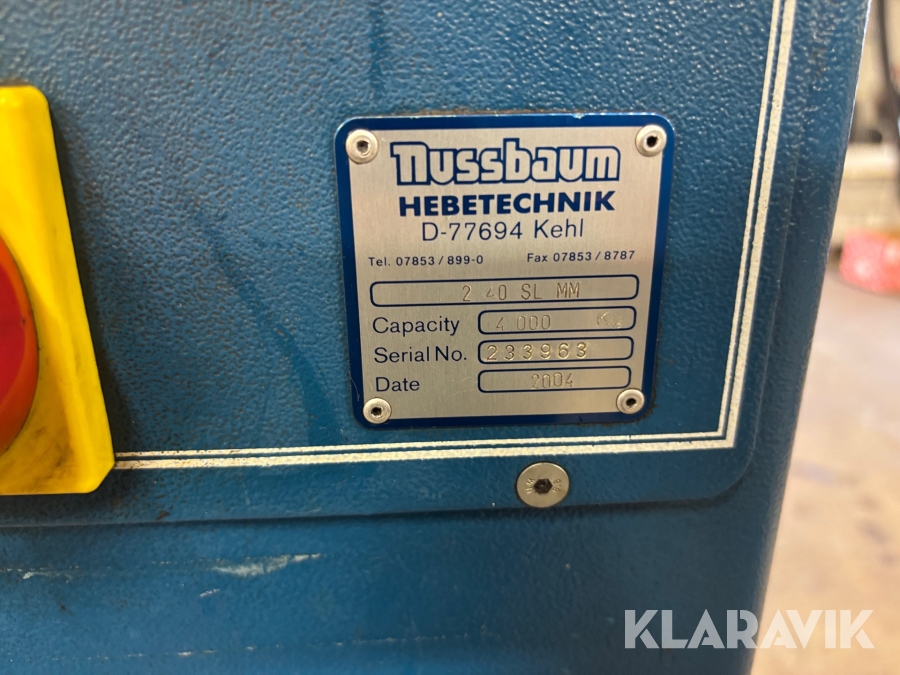 nussbaum
HEBETECHNIK
D-77694 Kehl
Tel. 07853/899-0 Fax 07853/8787
2 40 SL MM
Capacity 4 000 Kg
Serial No. 233963
Date 2004
KLARAVIK